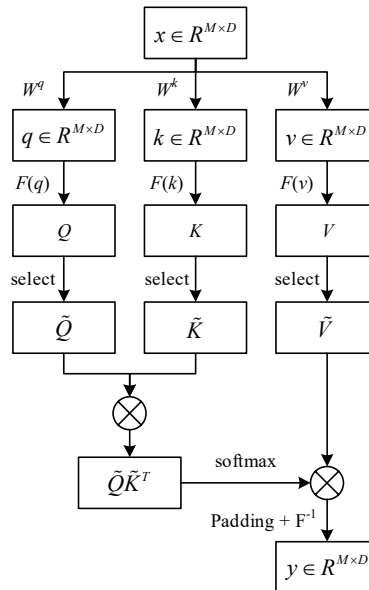 x ∈ R^{M×D}
W^q W^k W^v
q ∈ R^{M×D} k ∈ R^{M×D} v ∈ R^{M×D}
F(q) F(k) F(v)
Q K V
select select select
Q̃ K̃ Ṽ
Q̃K̃^T softmax
Padding + F^{-1}
y ∈ R^{M×D}